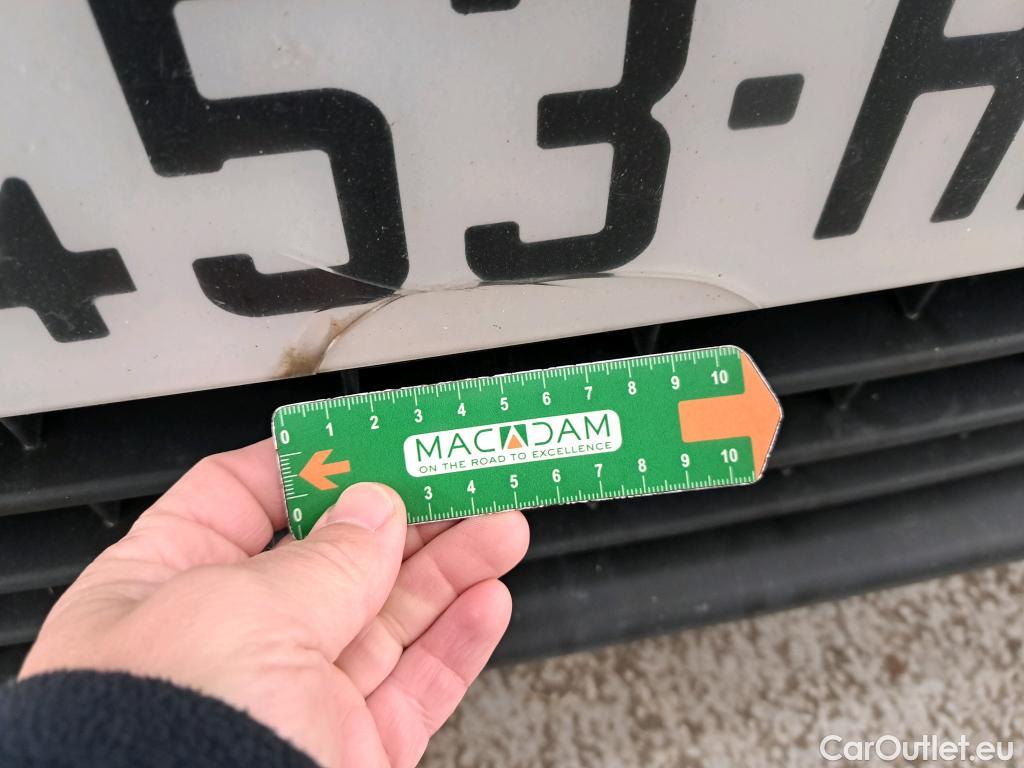 453-
0 1 2 3 4 5 6 7 8 9 10
MACADAM
ON THE ROAD TO EXCELLENCE
0 3 4 5 6 7 8 9 10
CarOutlet.eu